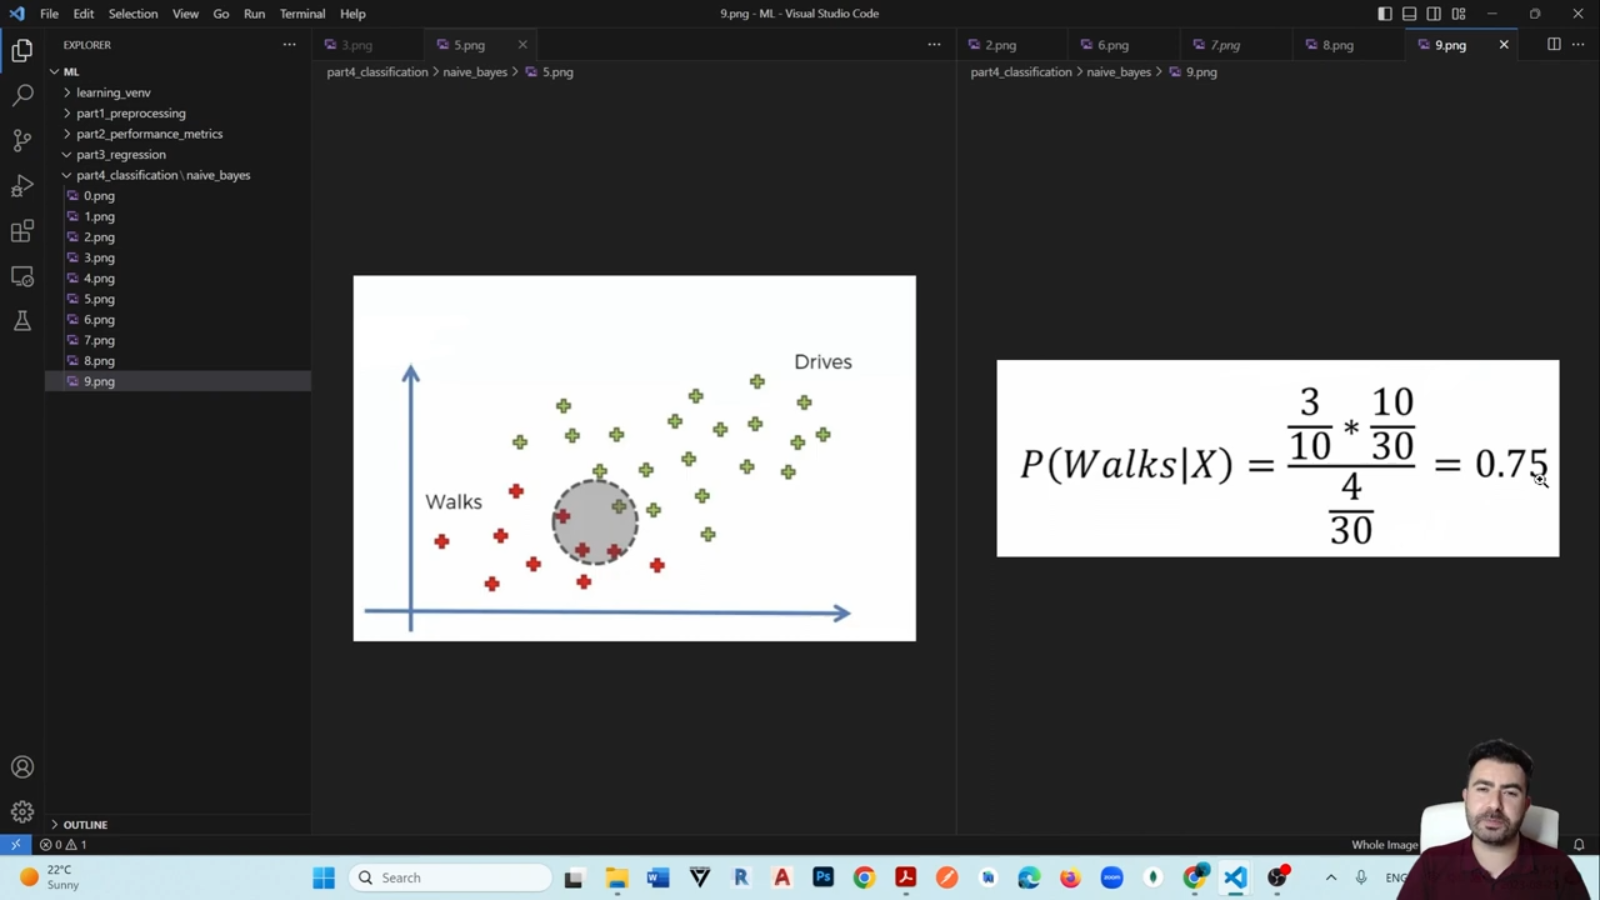 File Edit Selection View Go Run Terminal Help
9.png - ML - Visual Studio Code
EXPLORER
ML
learning_venv
part1_preprocessing
part2_performance_metrics
part3_regression
part4_classification\naive_bayes
0.png
1.png
2.png
3.png
4.png
5.png
6.png
7.png
8.png
9.png
OUTLINE
3.png 5.png
part4_classification > naive_bayes > 5.png
Drives
Walks
2.png 6.png 7.png 8.png 9.png
part4_classification > naive_bayes > 9.png
P(Walks|X) = 3/10 * 10/30 / 4/30 = 0.75
0 1
Whole Image
22°C
Sunny
Search
Ps
zoom
ENG